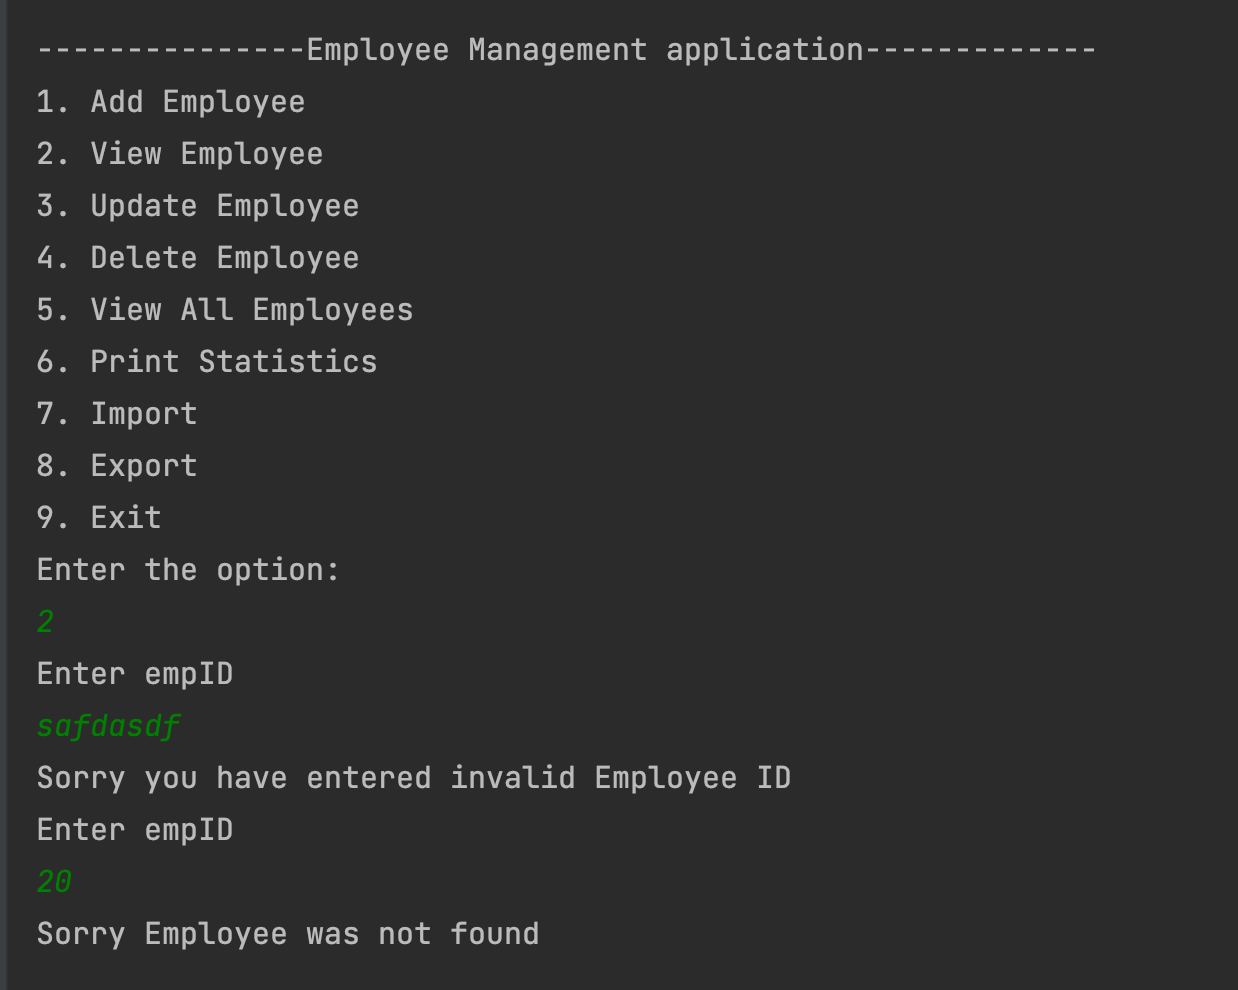 ---------------Employee Management application-------------
1. Add Employee
2. View Employee
3. Update Employee
4. Delete Employee
5. View All Employees
6. Print Statistics
7. Import
8. Export
9. Exit
Enter the option:
2
Enter empID
safdasdf
Sorry you have entered invalid Employee ID
Enter empID
20
Sorry Employee was not found